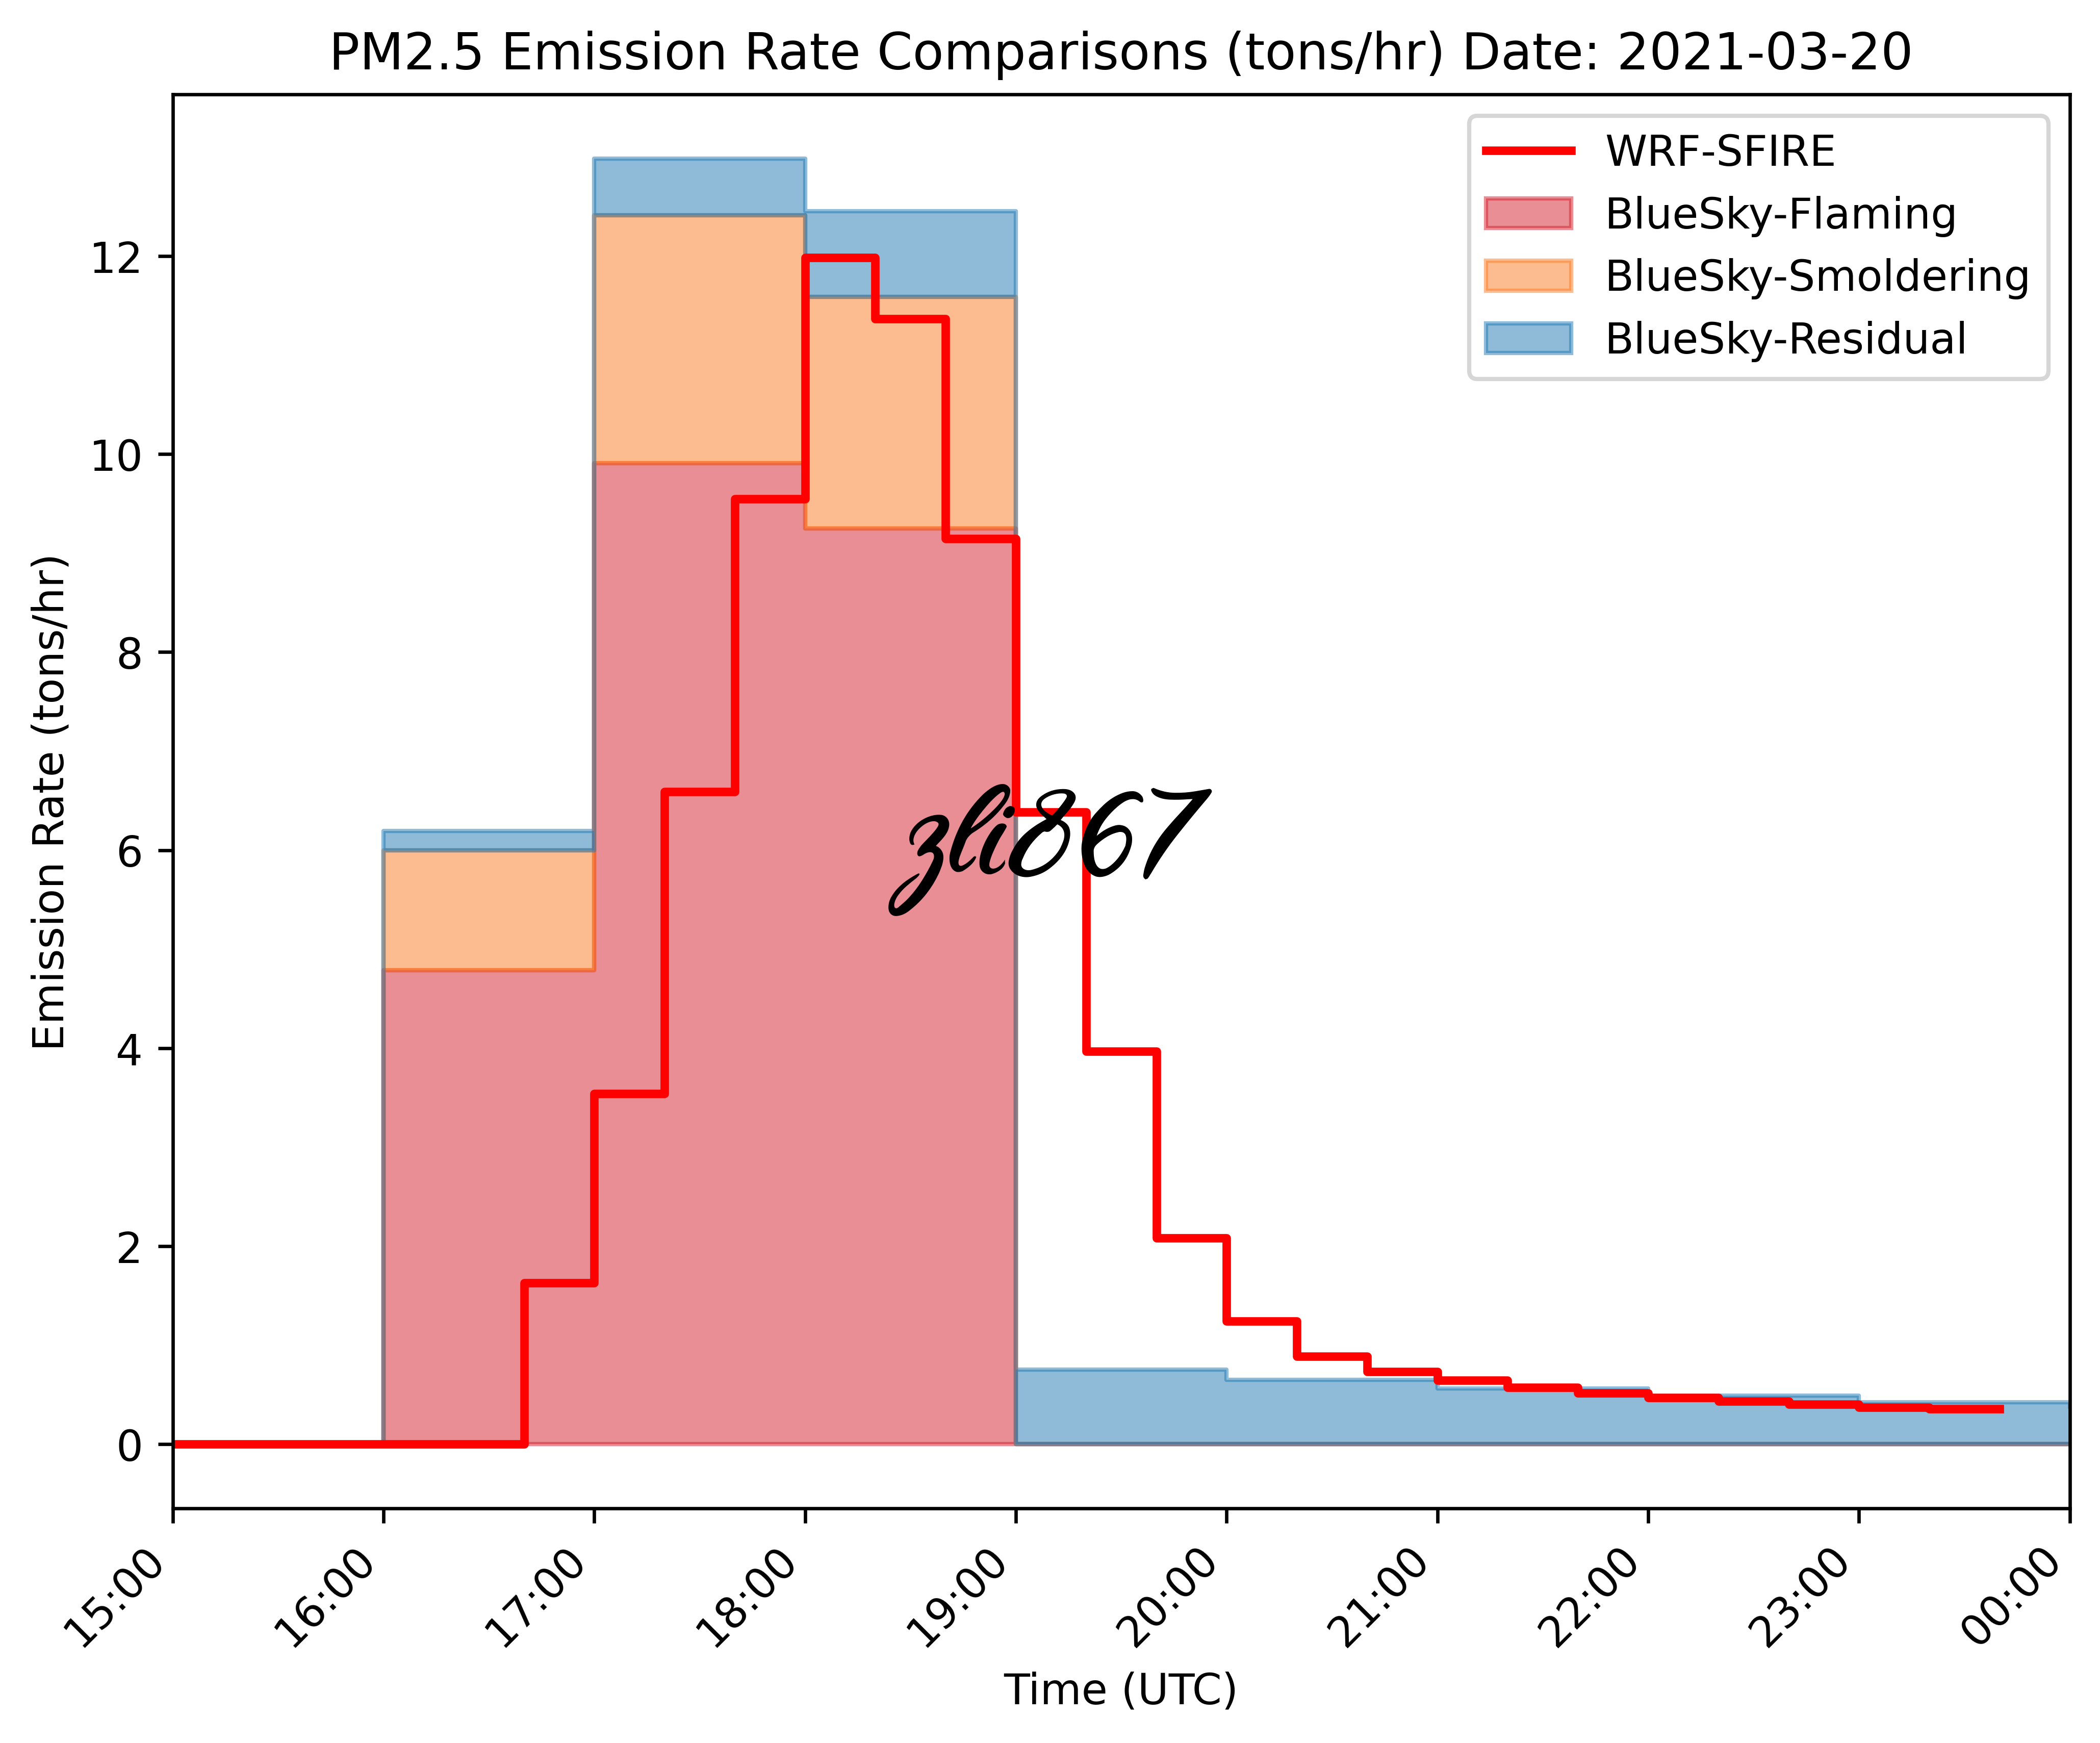 PM2.5 Emission Rate Comparisons (tons/hr) Date: 2021-03-20
WRF-SFIRE
BlueSky-Flaming
BlueSky-Smoldering
BlueSky-Residual
Emission Rate (tons/hr)
12
10
8
6
4
2
0
zli867
15:00 16:00 17:00 18:00 19:00 20:00 21:00 22:00 23:00 00:00
Time (UTC)